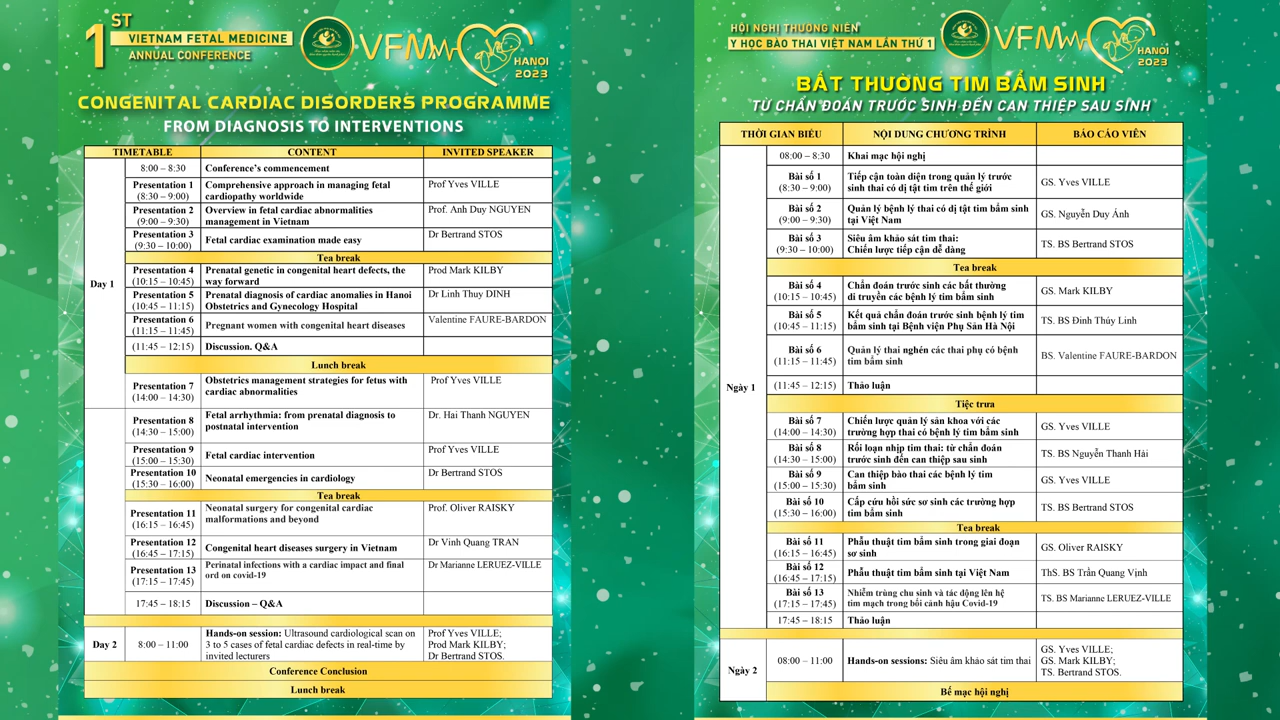 1ST
VIETNAM FETAL MEDICINE
ANNUAL CONFERENCE
VFM
HANOI
2023
CONGENITAL CARDIAC DISORDERS PROGRAMME
FROM DIAGNOSIS TO INTERVENTIONS
TIMETABLE CONTENT INVITED SPEAKER
Day 1
8:00 – 8:30 Conference's commencement
Presentation 1 Comprehensive approach in managing fetal Prof Yves VILLE
(8:30 – 9:00) cardiopathy worldwide
Presentation 2 Overview in fetal cardiac abnormalities Prof. Anh Duy NGUYEN
(9:00 – 9:30) management in Vietnam
Presentation 3 Fetal cardiac examination made easy Dr Bertrand STOS
(9:30 – 10:00)
Tea break
Presentation 4 Prenatal genetic in congenital heart defects, the Prod Mark KILBY
(10:15 – 10:45) way forward
Presentation 5 Prenatal diagnosis of cardiac anomalies in Hanoi Dr Linh Thuy DINH
(10:45 – 11:15) Obstetrics and Gynecology Hospital
Presentation 6 Pregnant women with congenital heart diseases Valentine FAURE-BARDON
(11:15 – 11:45)
(11:45 – 12:15) Discussion. Q&A
Lunch break
Presentation 7 Obstetrics management strategies for fetus with Prof Yves VILLE
(14:00 – 14:30) cardiac abnormalities
Presentation 8 Fetal arrhythmia: from prenatal diagnosis to Dr. Hai Thanh NGUYEN
(14:30 – 15:00) postnatal intervention
Presentation 9 Fetal cardiac intervention Prof Yves VILLE
(15:00 – 15:30)
Presentation 10 Neonatal emergencies in cardiology Dr Bertrand STOS
(15:30 – 16:00)
Tea break
Presentation 11 Neonatal surgery for congenital cardiac Prof. Oliver RAISKY
(16:15 – 16:45) malformations and beyond
Presentation 12 Congenital heart diseases surgery in Vietnam Dr Vinh Quang TRAN
(16:45 – 17:15)
Presentation 13 Perinatal infections with a cardiac impact and final Dr Marianne LERUEZ-VILLE
(17:15 – 17:45) ord on covid-19
17:45 – 18:15 Discussion – Q&A
Day 2 8:00 – 11:00 Hands-on session: Ultrasound cardiological scan on Prof Yves VILLE;
3 to 5 cases of fetal cardiac defects in real-time by Prod Mark KILBY;
invited lecturers Dr Bertrand STOS.
Conference Conclusion
Lunch break
HỘI NGHỊ THƯỜNG NIÊN
Y HỌC BÀO THAI VIỆT NAM LẦN THỨ 1
VFM
HANOI
2023
BẤT THƯỜNG TIM BẨM SINH
TỪ CHẨN ĐOÁN TRƯỚC SINH ĐẾN CAN THIỆP SAU SINH
THỜI GIAN BIỂU NỘI DUNG CHƯƠNG TRÌNH BÁO CÁO VIÊN
Ngày 1
08:00 – 8:30 Khai mạc hội nghị
Bài số 1 Tiếp cận toàn diện trong quản lý trước GS. Yves VILLE
(8:30 – 9:00) sinh thai có dị tật tim trên thế giới
Bài số 2 Quản lý bệnh lý thai có dị tật tim bẩm sinh GS. Nguyễn Duy Ánh
(9:00 – 9:30) tại Việt Nam
Bài số 3 Siêu âm khảo sát tim thai: TS. BS Bertrand STOS
(9:30 – 10:00) Chiến lược tiếp cận dễ dàng
Tea break
Bài số 4 Chẩn đoán trước sinh các bất thường GS. Mark KILBY
(10:15 – 10:45) di truyền các bệnh lý tim bẩm sinh
Bài số 5 Kết quả chẩn đoán trước sinh bệnh lý tim TS. BS Đinh Thúy Linh
(10:45 – 11:15) bẩm sinh tại Bệnh viện Phụ Sản Hà Nội
Bài số 6 Quản lý thai nghén các thai phụ có bệnh BS. Valentine FAURE-BARDON
(11:15 – 11:45) tim bẩm sinh
(11:45 – 12:15) Thảo luận
Tiệc trưa
Bài số 7 Chiến lược quản lý sản khoa với các GS. Yves VILLE
(14:00 – 14:30) trường hợp thai có bệnh lý tim bẩm sinh
Bài số 8 Rối loạn nhịp tim thai: từ chẩn đoán TS. BS Nguyễn Thanh Hải
(14:30 – 15:00) trước sinh đến can thiệp sau sinh
Bài số 9 Can thiệp bào thai các bệnh lý tim GS. Yves VILLE
(15:00 – 15:30) bẩm sinh
Bài số 10 Cấp cứu hồi sức sơ sinh các trường hợp TS. BS Bertrand STOS
(15:30 – 16:00) tim bẩm sinh
Tea break
Bài số 11 Phẫu thuật tim bẩm sinh trong giai đoạn GS. Oliver RAISKY
(16:15 – 16:45) sơ sinh
Bài số 12 Phẫu thuật tim bẩm sinh tại Việt Nam ThS. BS Trần Quang Vịnh
(16:45 – 17:15)
Bài số 13 Nhiễm trùng chu sinh và tác động lên hệ TS. BS Marianne LERUEZ-VILLE
(17:15 – 17:45) tim mạch trong bối cảnh hậu Covid-19
17:45 – 18:15 Thảo luận
Ngày 2 08:00 – 11:00 Hands-on sessions: Siêu âm khảo sát tim thai GS. Yves VILLE;
GS. Mark KILBY;
TS. Bertrand STOS.
Bế mạc hội nghị